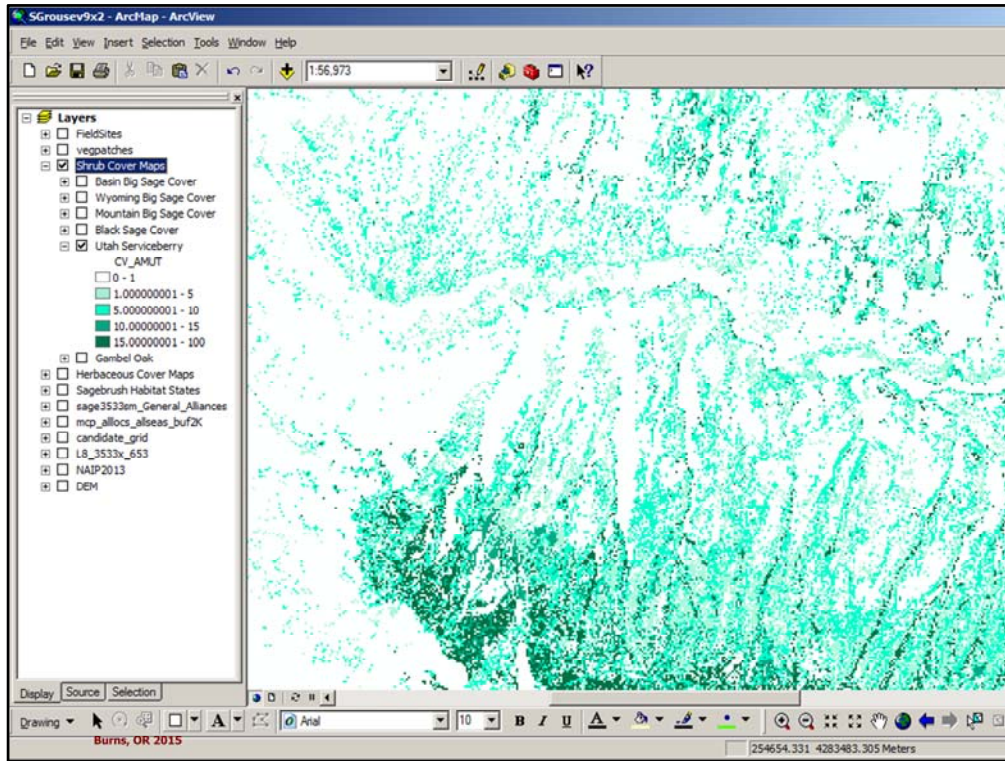 SGrousev9x2 - ArcMap - ArcView
File Edit View Insert Selection Tools Window Help
1:56,973
Layers
FieldSites
vegpatches
Shrub Cover Maps
Basin Big Sage Cover
Wyoming Big Sage Cover
Mountain Big Sage Cover
Black Sage Cover
Utah Serviceberry
CV_AMUT
0 - 1
1.000000001 - 5
5.000000001 - 10
10.00000001 - 15
15.00000001 - 100
Gambel Oak
Herbaceous Cover Maps
Sagebrush Habitat States
sage3533sm_General_Alliances
mcp_allocs_allseas_buf2K
candidate_grid
L8_3533x_653
NAIP2013
DEM
Display Source Selection
Drawing A Arial 10 B I U A
Burns, OR 2015
254654.331 4283483.305 Meters